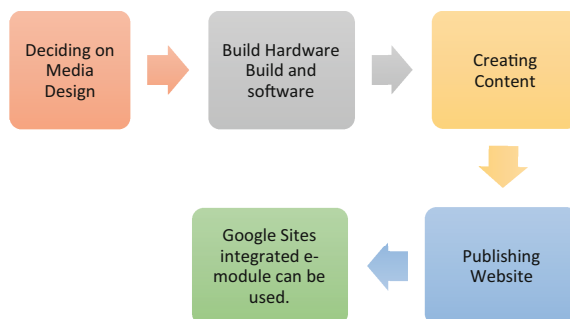 Deciding on
Media
Design
Build Hardware
Build and
software
Creating
Content
Publishing
Website
Google Sites
integrated e-
module can be
used.